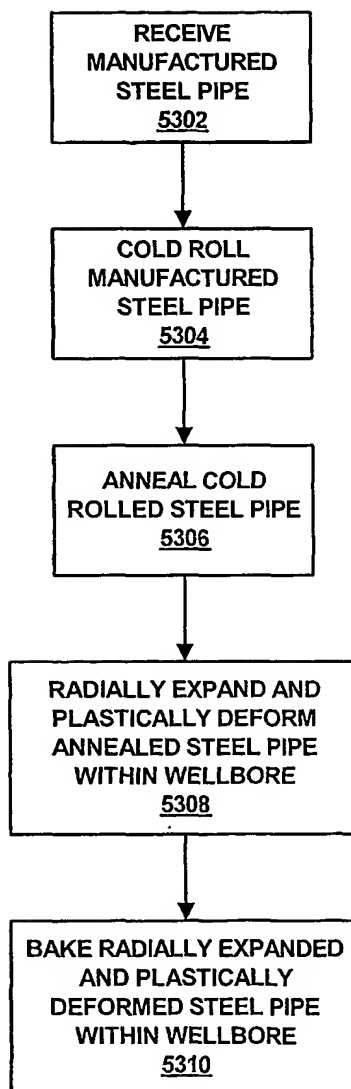 RECEIVE
MANUFACTURED
STEEL PIPE
5302
COLD ROLL
MANUFACTURED
STEEL PIPE
5304
ANNEAL COLD
ROLLED STEEL PIPE
5306
RADIALLY EXPAND AND
PLASTICALLY DEFORM
ANNEALED STEEL PIPE
WITHIN WELLBORE
5308
BAKE RADIALLY EXPANDED
AND PLASTICALLY
DEFORMED STEEL PIPE
WITHIN WELLBORE
5310